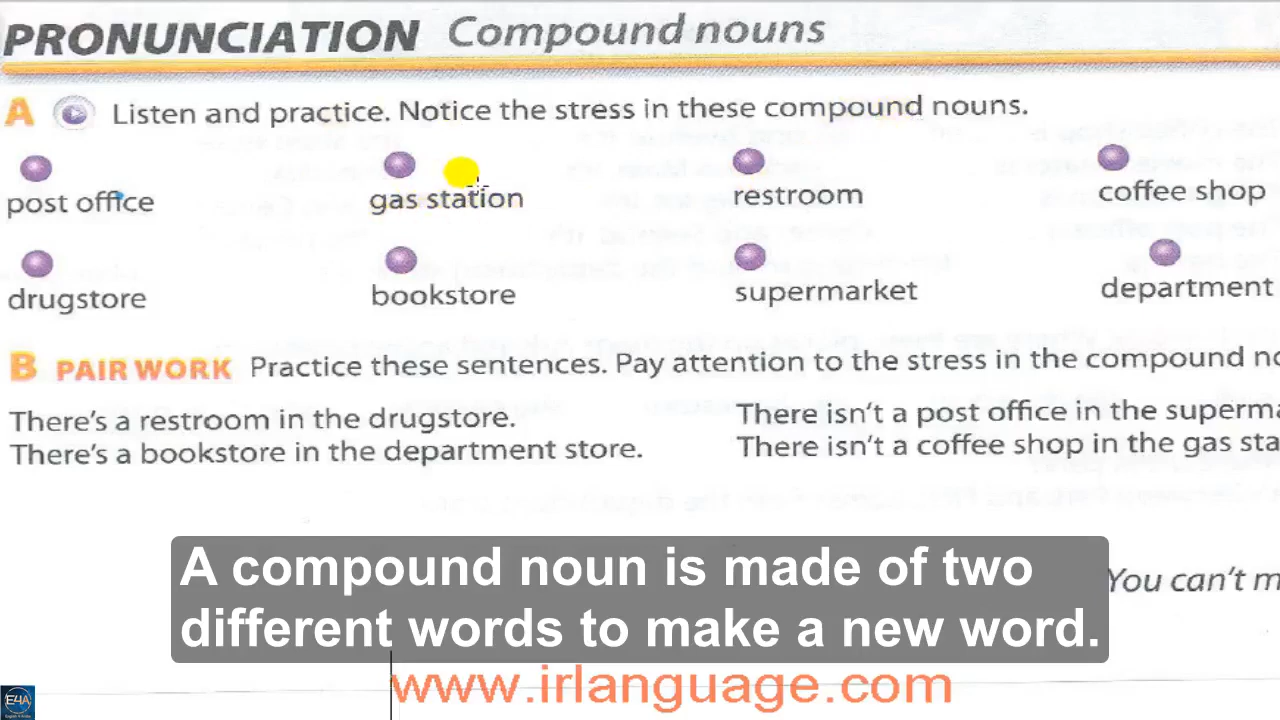 PRONUNCIATION Compound nouns
A Listen and practice. Notice the stress in these compound nouns.
post office gas station restroom coffee shop
drugstore bookstore supermarket department
B PAIR WORK Practice these sentences. Pay attention to the stress in the compound no
There's a restroom in the drugstore. There isn't a post office in the superma
There's a bookstore in the department store. There isn't a coffee shop in the gas sta
A compound noun is made of two
different words to make a new word.
You can't m
www.irlanguage.com
E4A